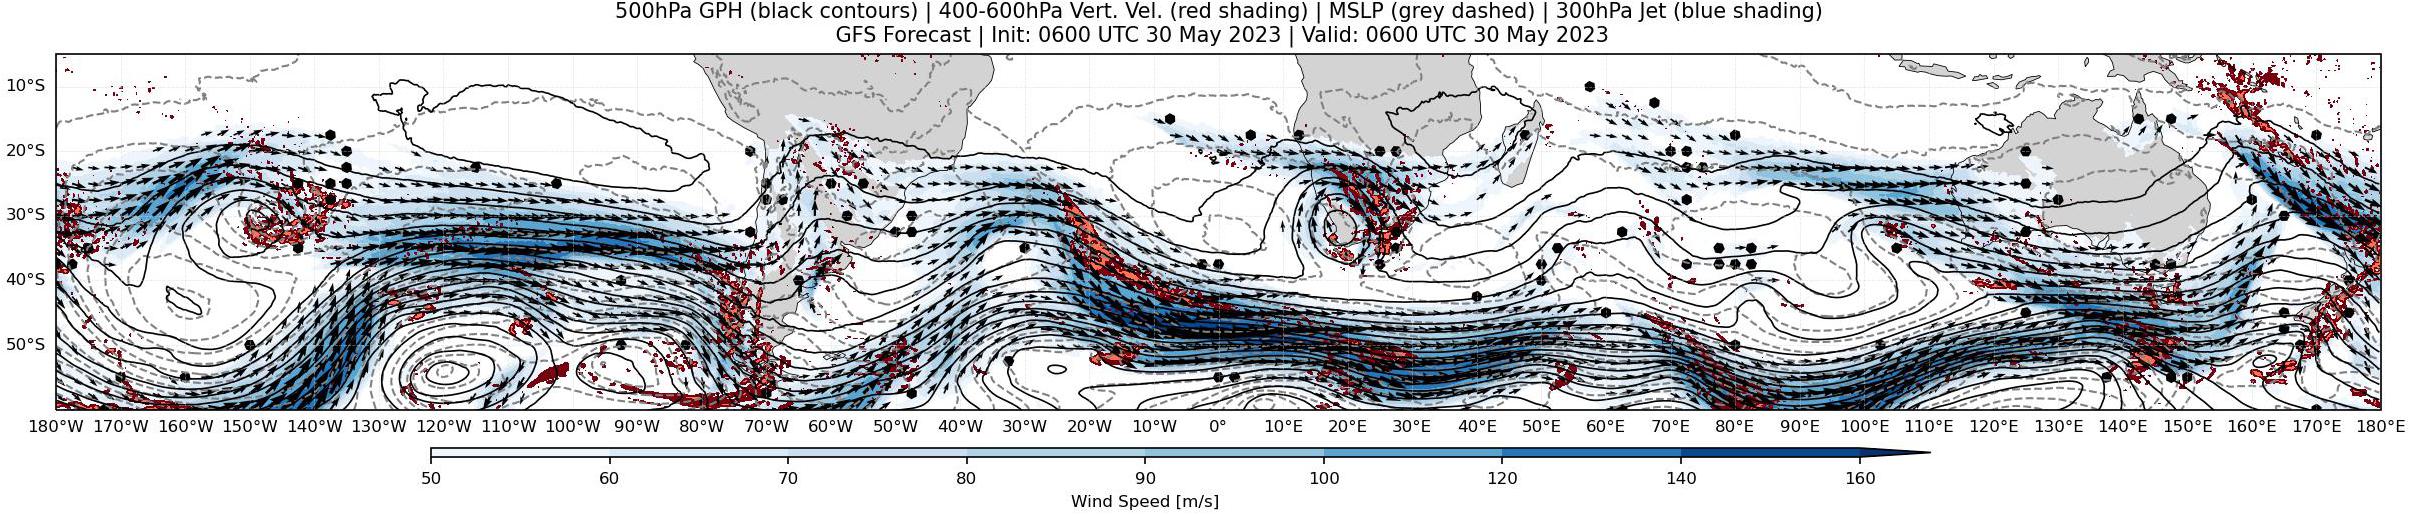 500hPa GPH (black contours) | 400-600hPa Vert. Vel. (red shading) | MSLP (grey dashed) | 300hPa Jet (blue shading)
GFS Forecast | Init: 0600 UTC 30 May 2023 | Valid: 0600 UTC 30 May 2023
10°S
20°S
30°S
40°S
50°S
180°W 170°W 160°W 150°W 140°W 130°W 120°W 110°W 100°W 90°W 80°W 70°W 60°W 50°W 40°W 30°W 20°W 10°W 0° 10°E 20°E 30°E 40°E 50°E 60°E 70°E 80°E 90°E 100°E 110°E 120°E 130°E 140°E 150°E 160°E 170°E 180°E
50 60 70 80 90 100 120 140 160
Wind Speed [m/s]